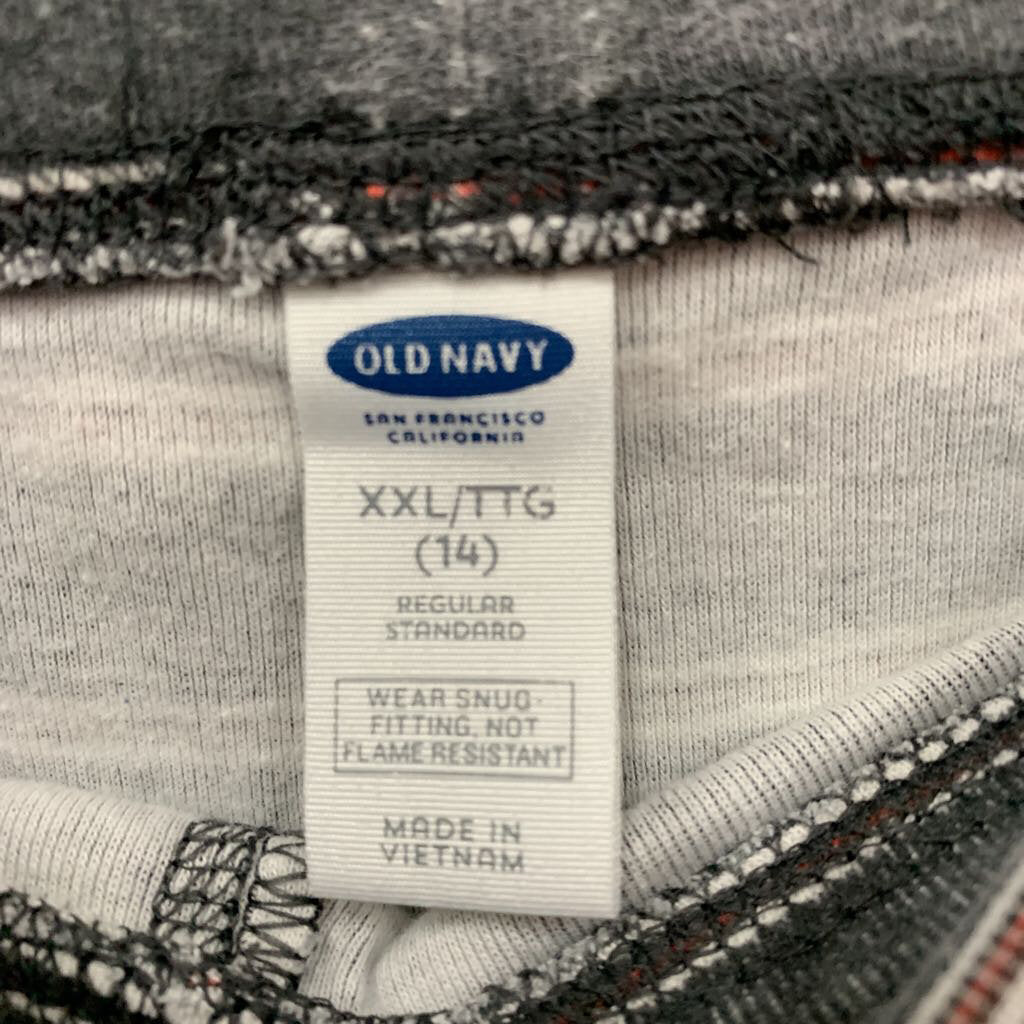 OLD NAVY
SAN FRANCISCO
CALIFORNIA
XXL/TTG
(14)
REGULAR
STANDARD
WEAR SNUG-
FITTING, NOT
FLAME RESISTANT
MADE IN
VIETNAM